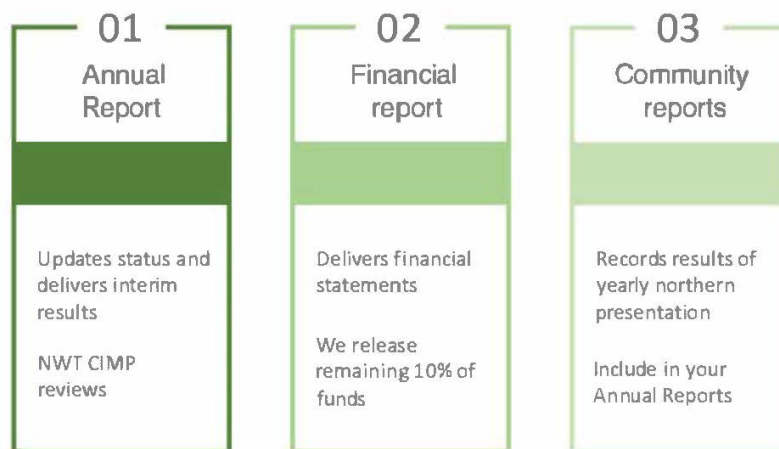 01
Annual
Report
Updates status and
delivers interim
results
NWT CIMP
reviews
02
Financial
report
Delivers financial
statements
We release
remaining 10% of
funds
03
Community
reports
Records results of
yearly northern
presentation
Include in your
Annual Reports